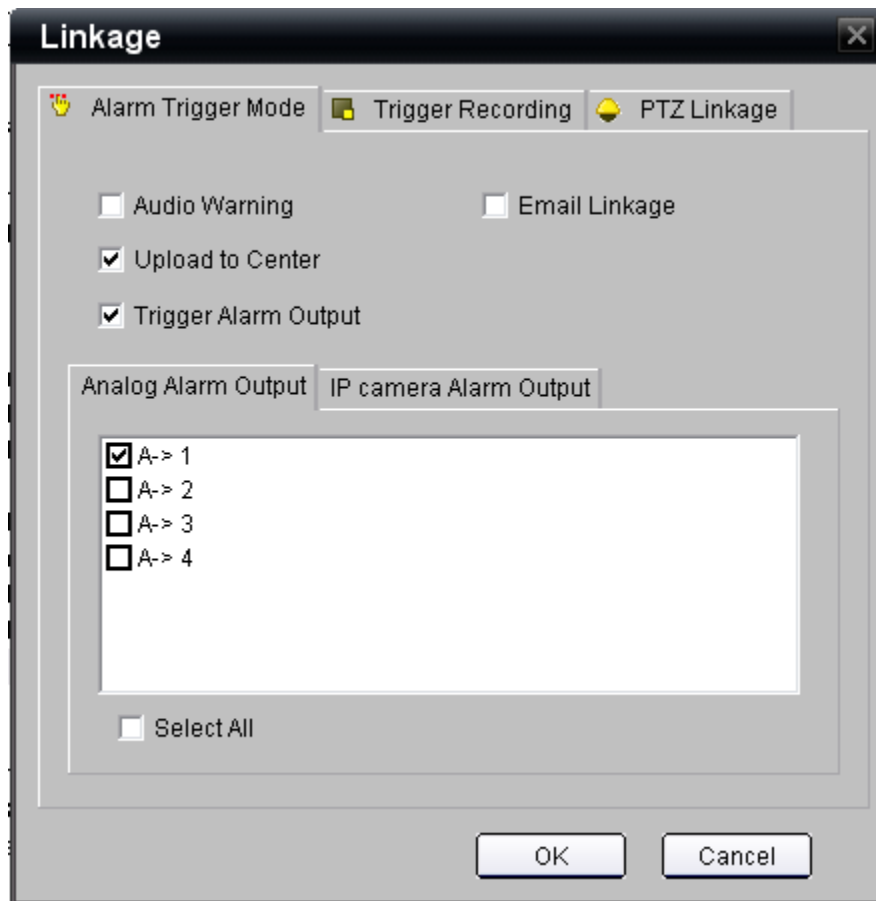 Linkage
Alarm Trigger Mode Trigger Recording PTZ Linkage
Audio Warning Email Linkage
Upload to Center
Trigger Alarm Output
Analog Alarm Output IP camera Alarm Output
A-> 1
A-> 2
A-> 3
A-> 4
Select All
OK Cancel